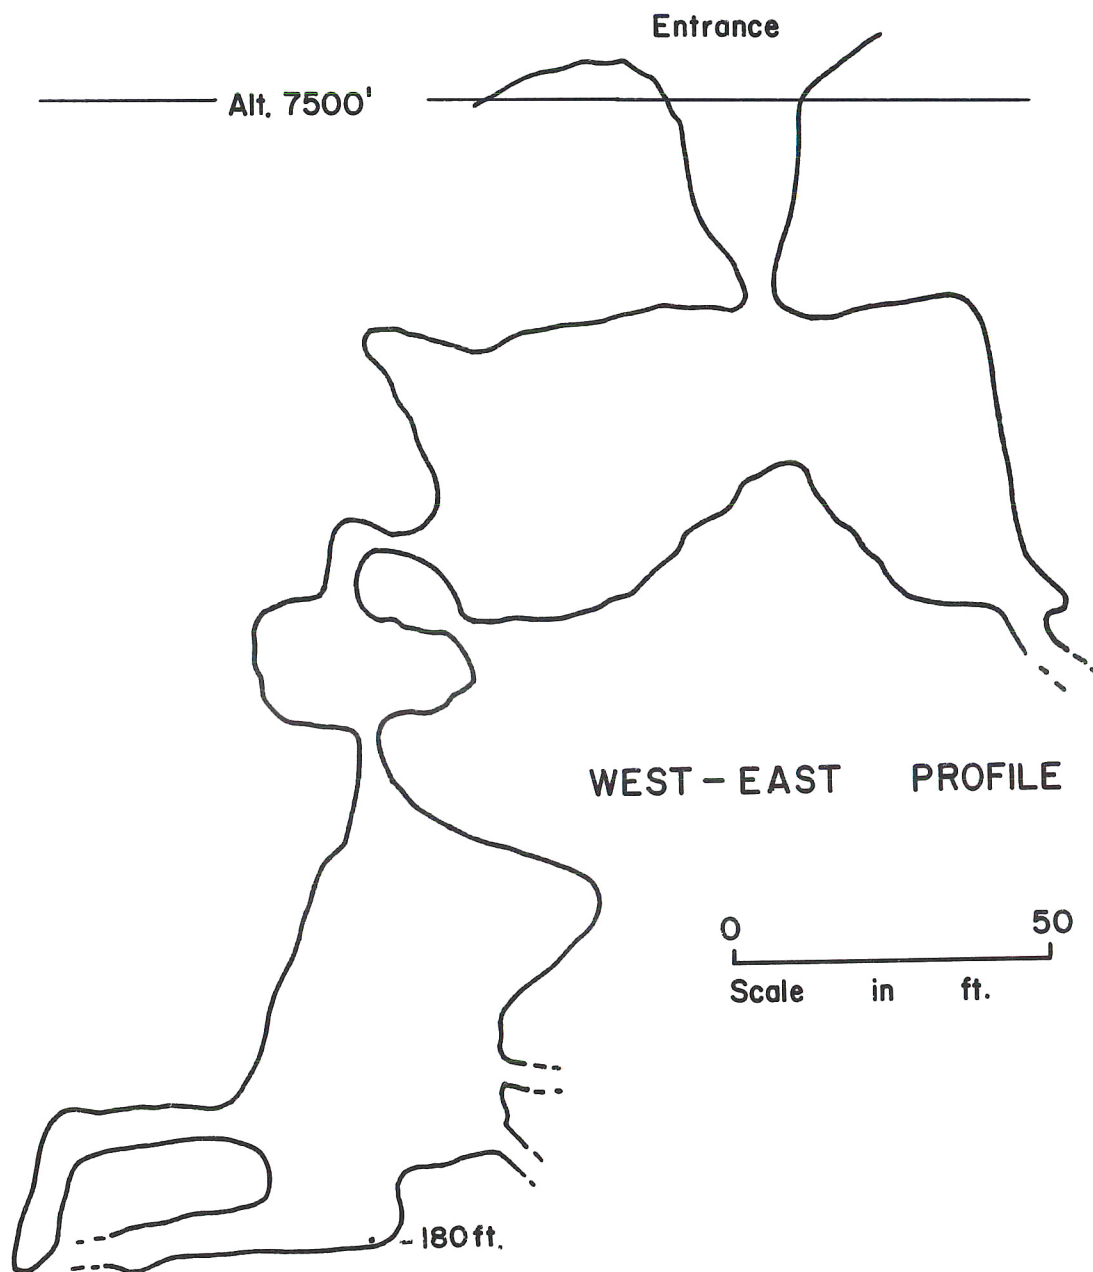 Entrance
Alt. 7500'
WEST – EAST PROFILE
0 50
Scale in ft.
- 180 ft.